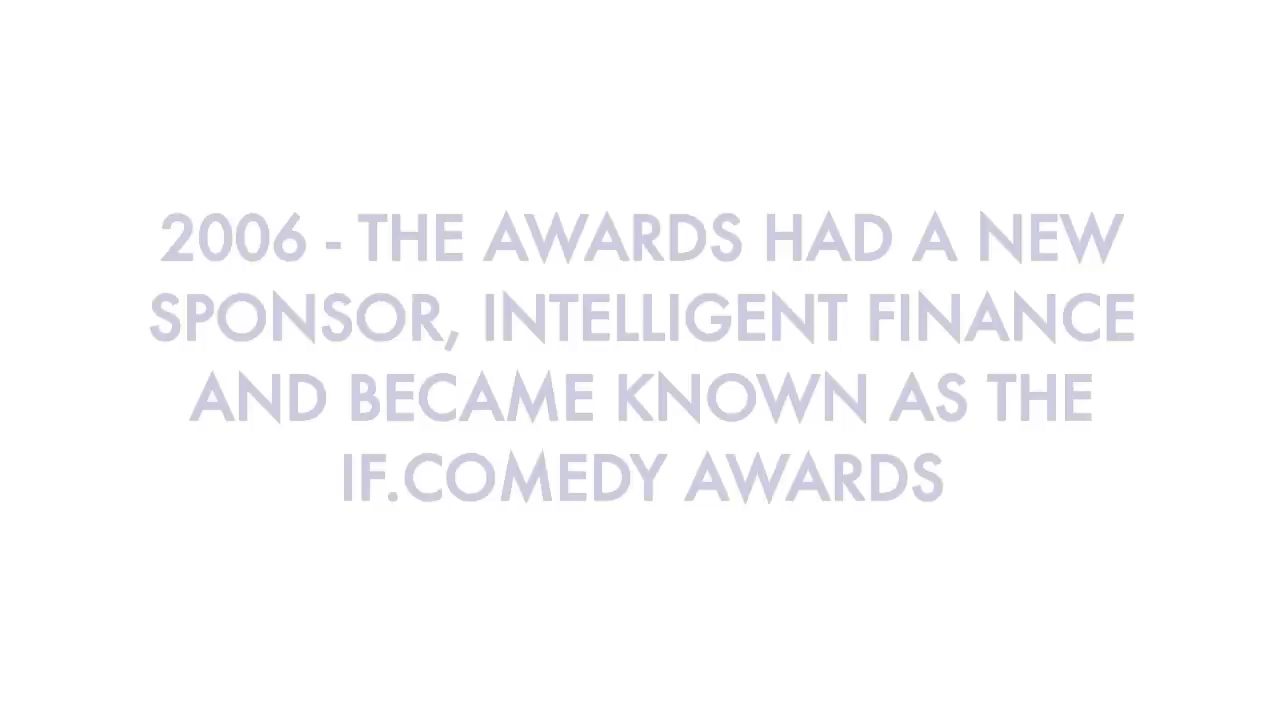 2006 - THE AWARDS HAD A NEW
SPONSOR, INTELLIGENT FINANCE
AND BECAME KNOWN AS THE
IF.COMEDY AWARDS